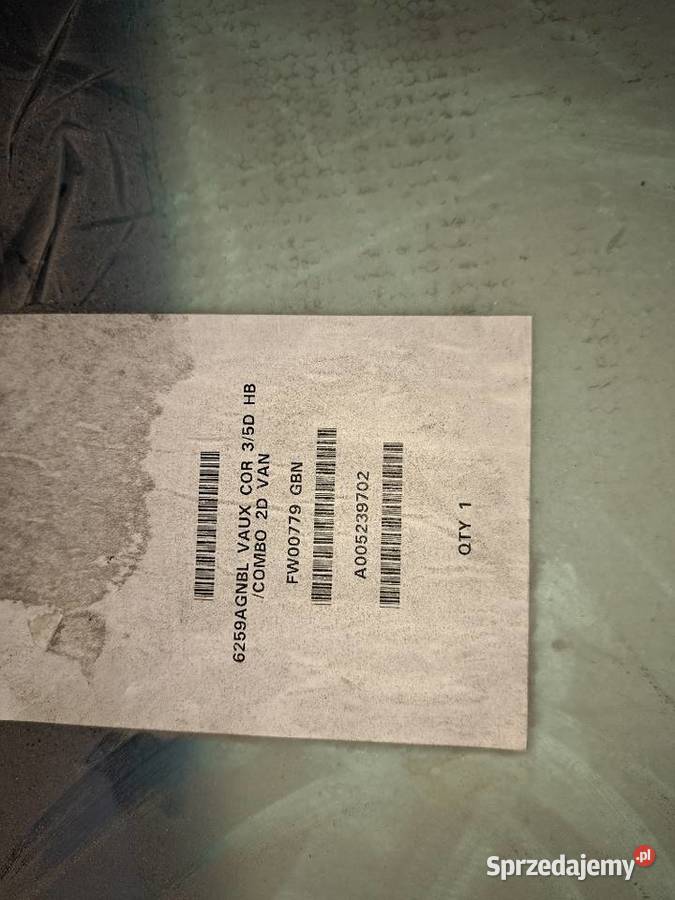 6259AGNBL VAUX COR 3/5D HB
/COMBO 2D VAN
FW00779 GBN
A005239702
QTY 1
Sprzedajemy.pl